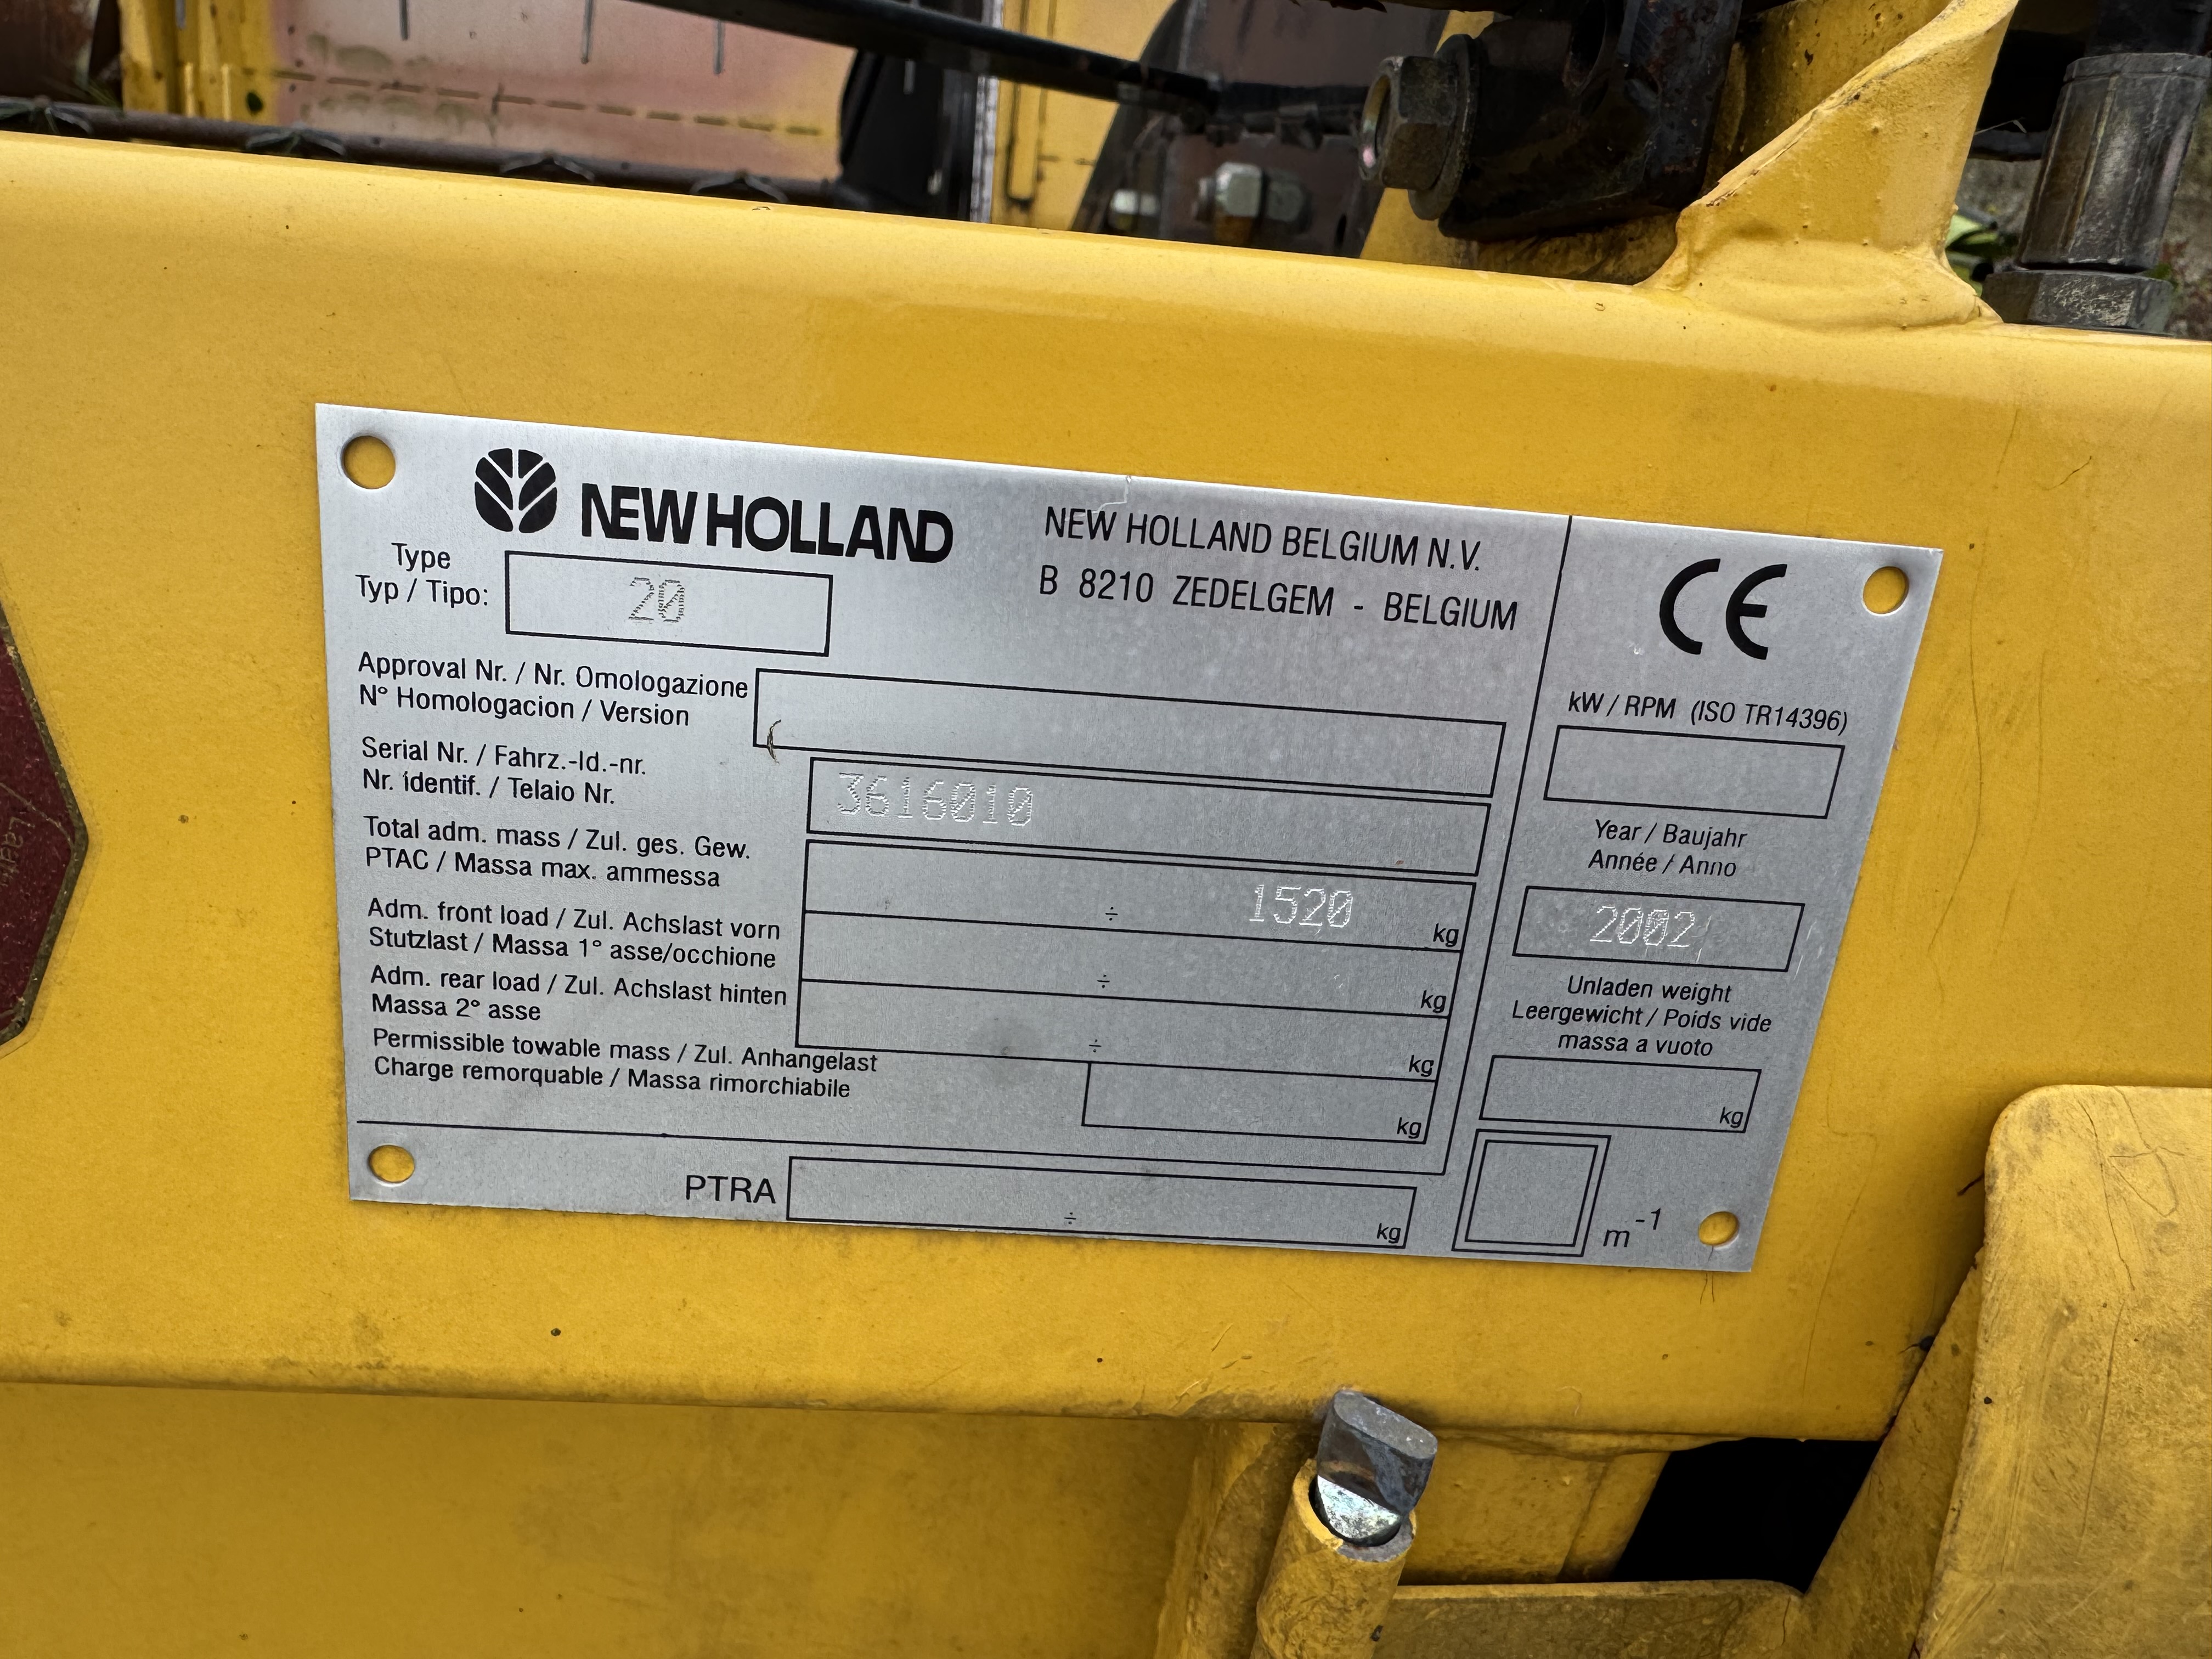 NEW HOLLAND
NEW HOLLAND BELGIUM N.V.
B 8210 ZEDELGEM - BELGIUM
CE
Type
Typ / Tipo:
20
Approval Nr. / Nr. Omologazione
N° Homologacion / Version
Serial Nr. / Fahrz.-Id.-nr.
Nr. identif. / Telaio Nr.
3616010
Total adm. mass / Zul. ges. Gew.
PTAC / Massa max. ammessa
÷ 1520 kg
Adm. front load / Zul. Achslast vorn
Stutzlast / Massa 1° asse/occhione
÷ kg
Adm. rear load / Zul. Achslast hinten
Massa 2° asse
÷ kg
Permissible towable mass / Zul. Anhangelast
Charge remorquable / Massa rimorchiabile
kg
PTRA ÷ kg
kW / RPM (ISO TR14396)
Year / Baujahr
Année / Anno
2002
Unladen weight
Leergewicht / Poids vide
massa a vuoto
kg
m-1